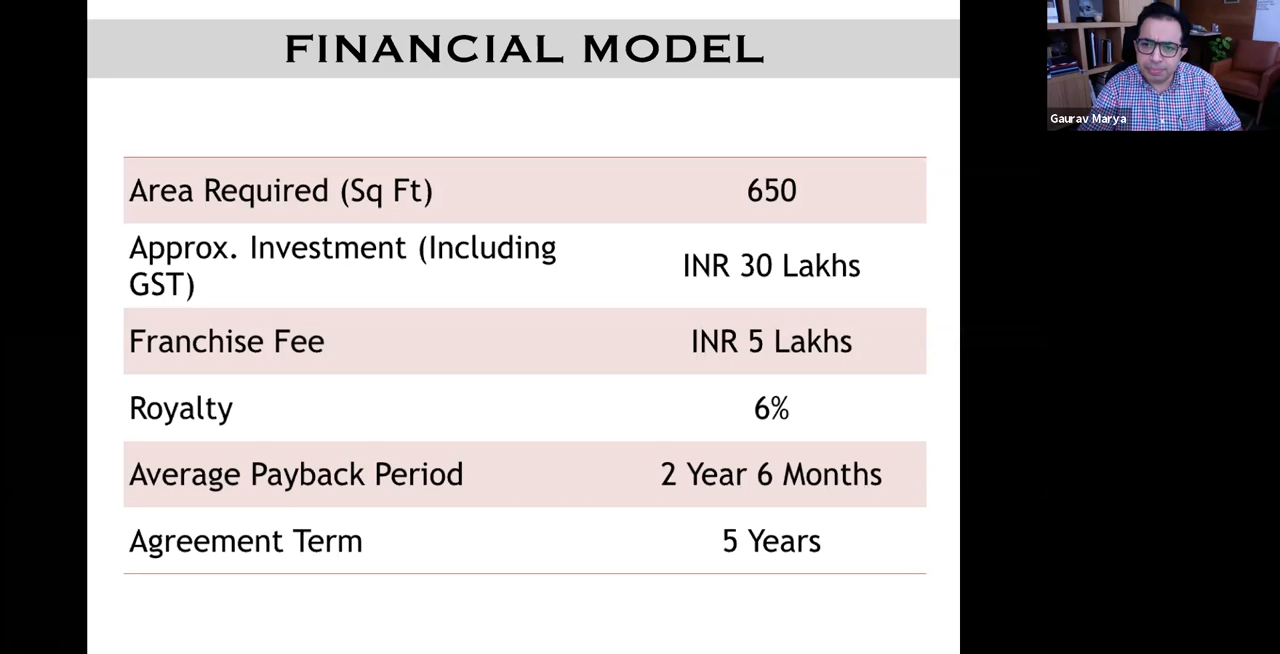 FINANCIAL MODEL
Gaurav Marya
Area Required (Sq Ft) 650
Approx. Investment (Including
GST) INR 30 Lakhs
Franchise Fee INR 5 Lakhs
Royalty 6%
Average Payback Period 2 Year 6 Months
Agreement Term 5 Years